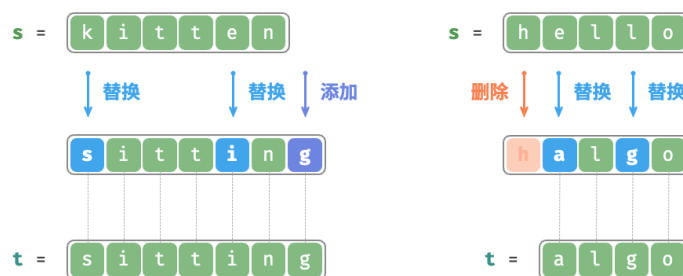 s = k i t t e n
替换 替换 添加
s i t t i n g
t = s i t t i n g
s = h e l l o
删除 替换 替换
h a l g o
t = a l g o